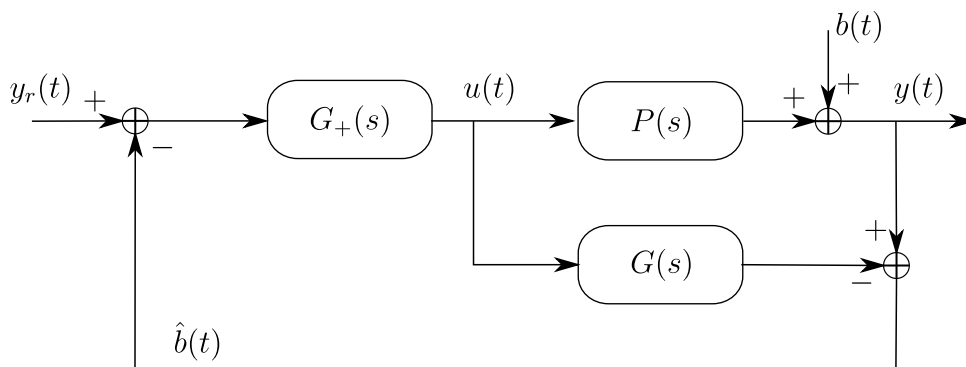 b(t)
y_r(t) + u(t) + + y(t)
G_+(s) P(s)
−
+
G(s)
−
\hat{b}(t)